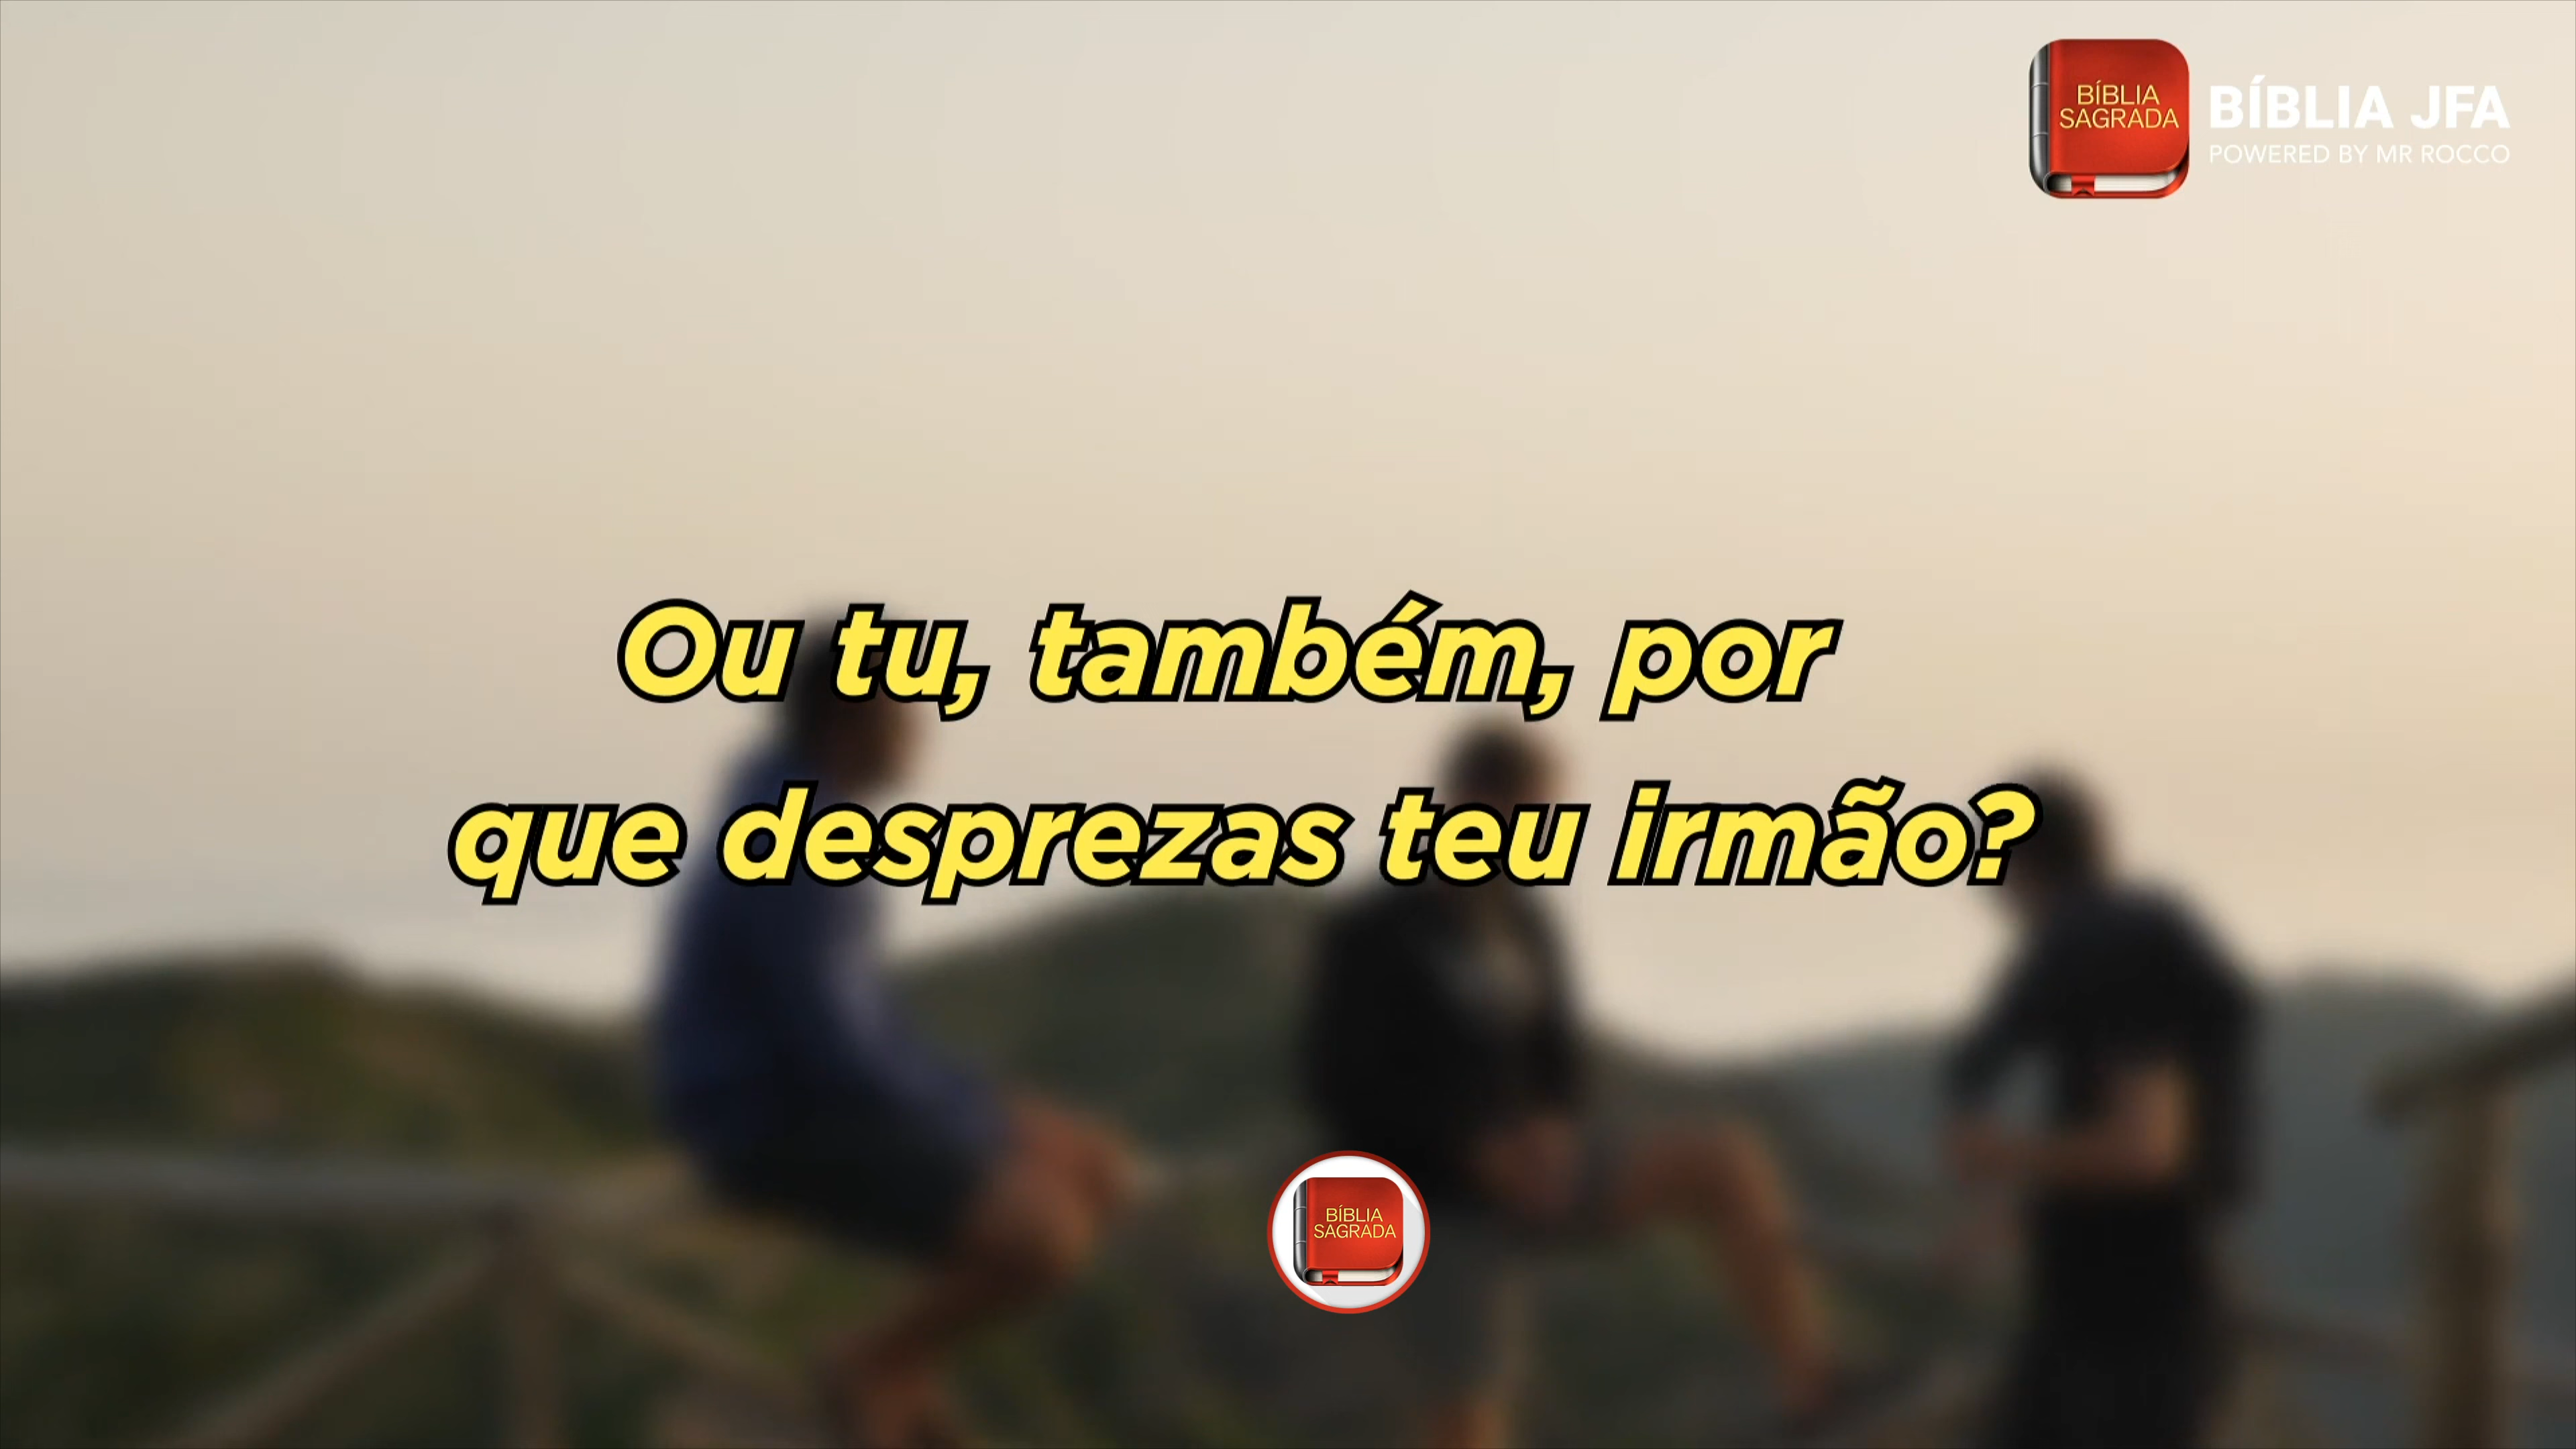 BÍBLIA
SAGRADA
BÍBLIA JFA
POWERED BY MR ROCCO
Ou tu, também, por
que desprezas teu irmão?
BÍBLIA
SAGRADA